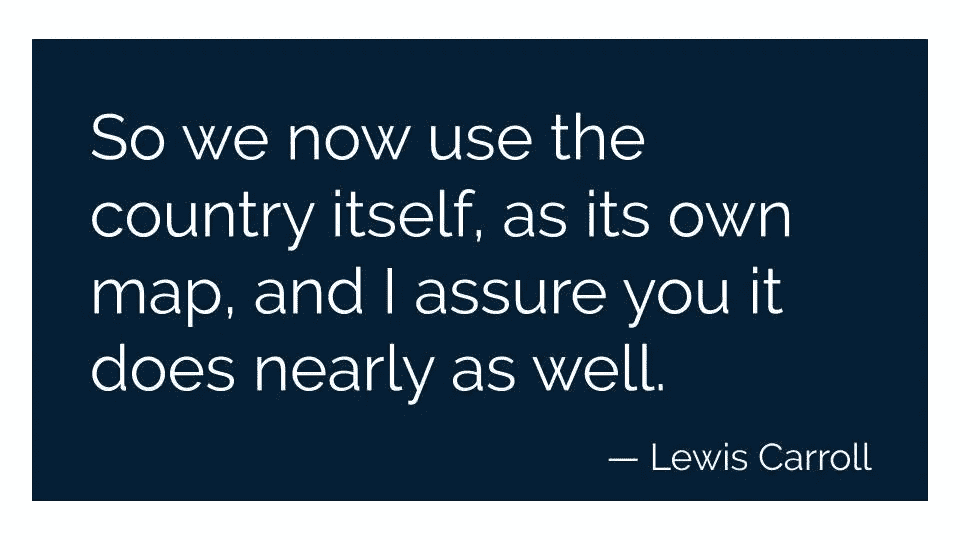 So we now use the
country itself, as its own
map, and I assure you it
does nearly as well.
— Lewis Carroll